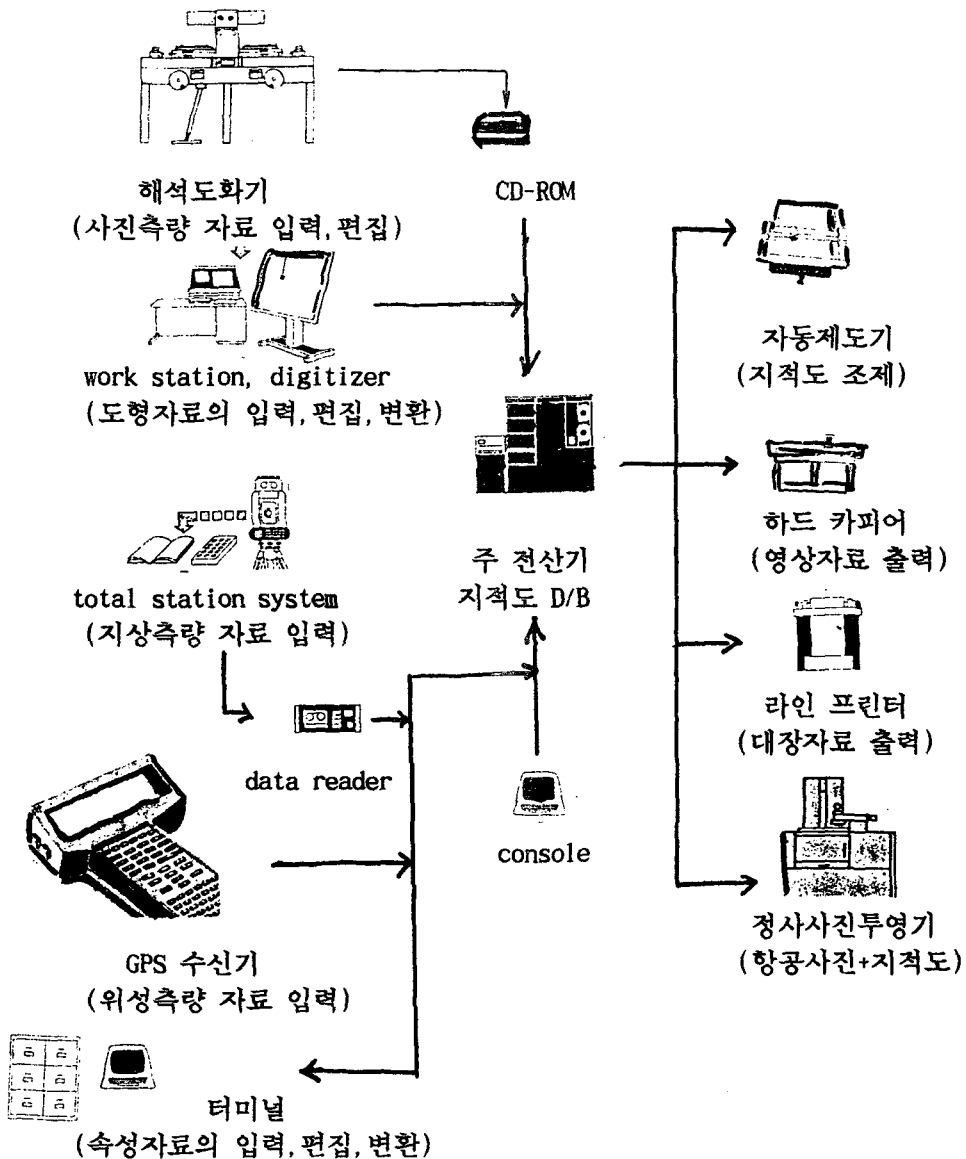 해석도화기
(사진측량 자료 입력,편집)
CD-ROM
work station, digitizer
(도형자료의 입력,편집,변환)
total station system
(지상측량 자료 입력)
data reader
GPS 수신기
(위성측량 자료 입력)
터미널
(속성자료의 입력,편집,변환)
주 전산기
지적도 D/B
console
자동제도기
(지적도 조제)
하드 카피어
(영상자료 출력)
라인 프린터
(대장자료 출력)
정사사진투영기
(항공사진+지적도)